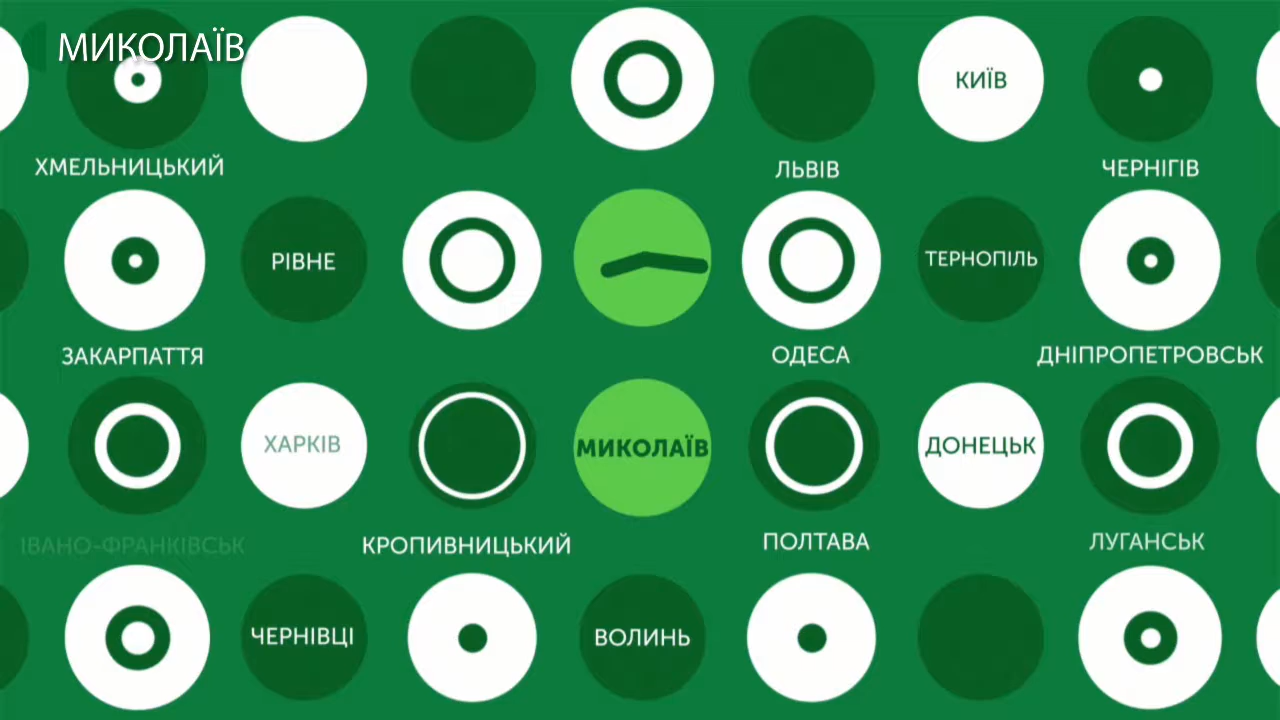 МИКОЛАЇВ
КИЇВ
ХМЕЛЬНИЦЬКИЙ
ЛЬВІВ
ЧЕРНІГІВ
РІВНЕ
ТЕРНОПІЛЬ
ЗАКАРПАТТЯ
ОДЕСА
ДНІПРОПЕТРОВСЬК
ХАРКІВ
МИКОЛАЇВ
ДОНЕЦЬК
ІВАНО-ФРАНКІВСЬК
КРОПИВНИЦЬКИЙ
ПОЛТАВА
ЛУГАНСЬК
ЧЕРНІВЦІ
ВОЛИНЬ